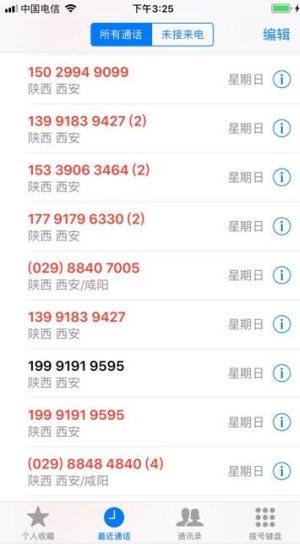 中国电信 下午3:25
所有通话 未接来电 编辑
150 2994 9099 星期日
陕西 西安
139 9183 9427 (2) 星期日
陕西 西安
153 3906 3464 (2) 星期日
陕西 西安
177 9179 6330 (2) 星期日
陕西 西安
(029) 8840 7005 星期日
陕西 西安/咸阳
139 9183 9427 星期日
陕西 西安
199 9191 9595 星期日
陕西 西安
199 9191 9595 星期日
陕西 西安
(029) 8848 4840 (4) 星期日
陕西 西安/咸阳
个人收藏 最近通话 通讯录 拨号键盘